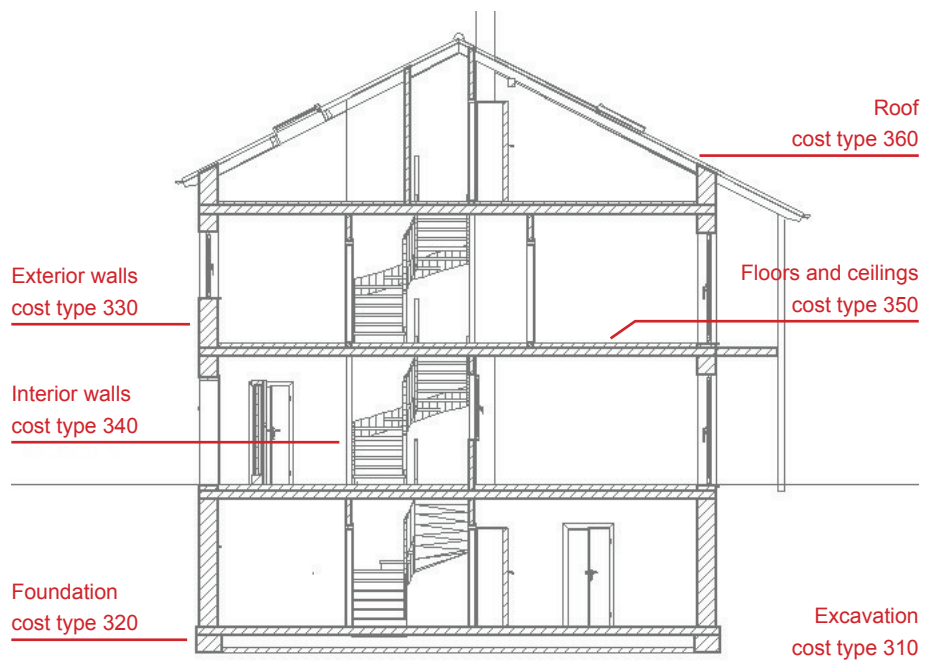 Roof
cost type 360
Exterior walls
cost type 330
Floors and ceilings
cost type 350
Interior walls
cost type 340
Foundation
cost type 320
Excavation
cost type 310